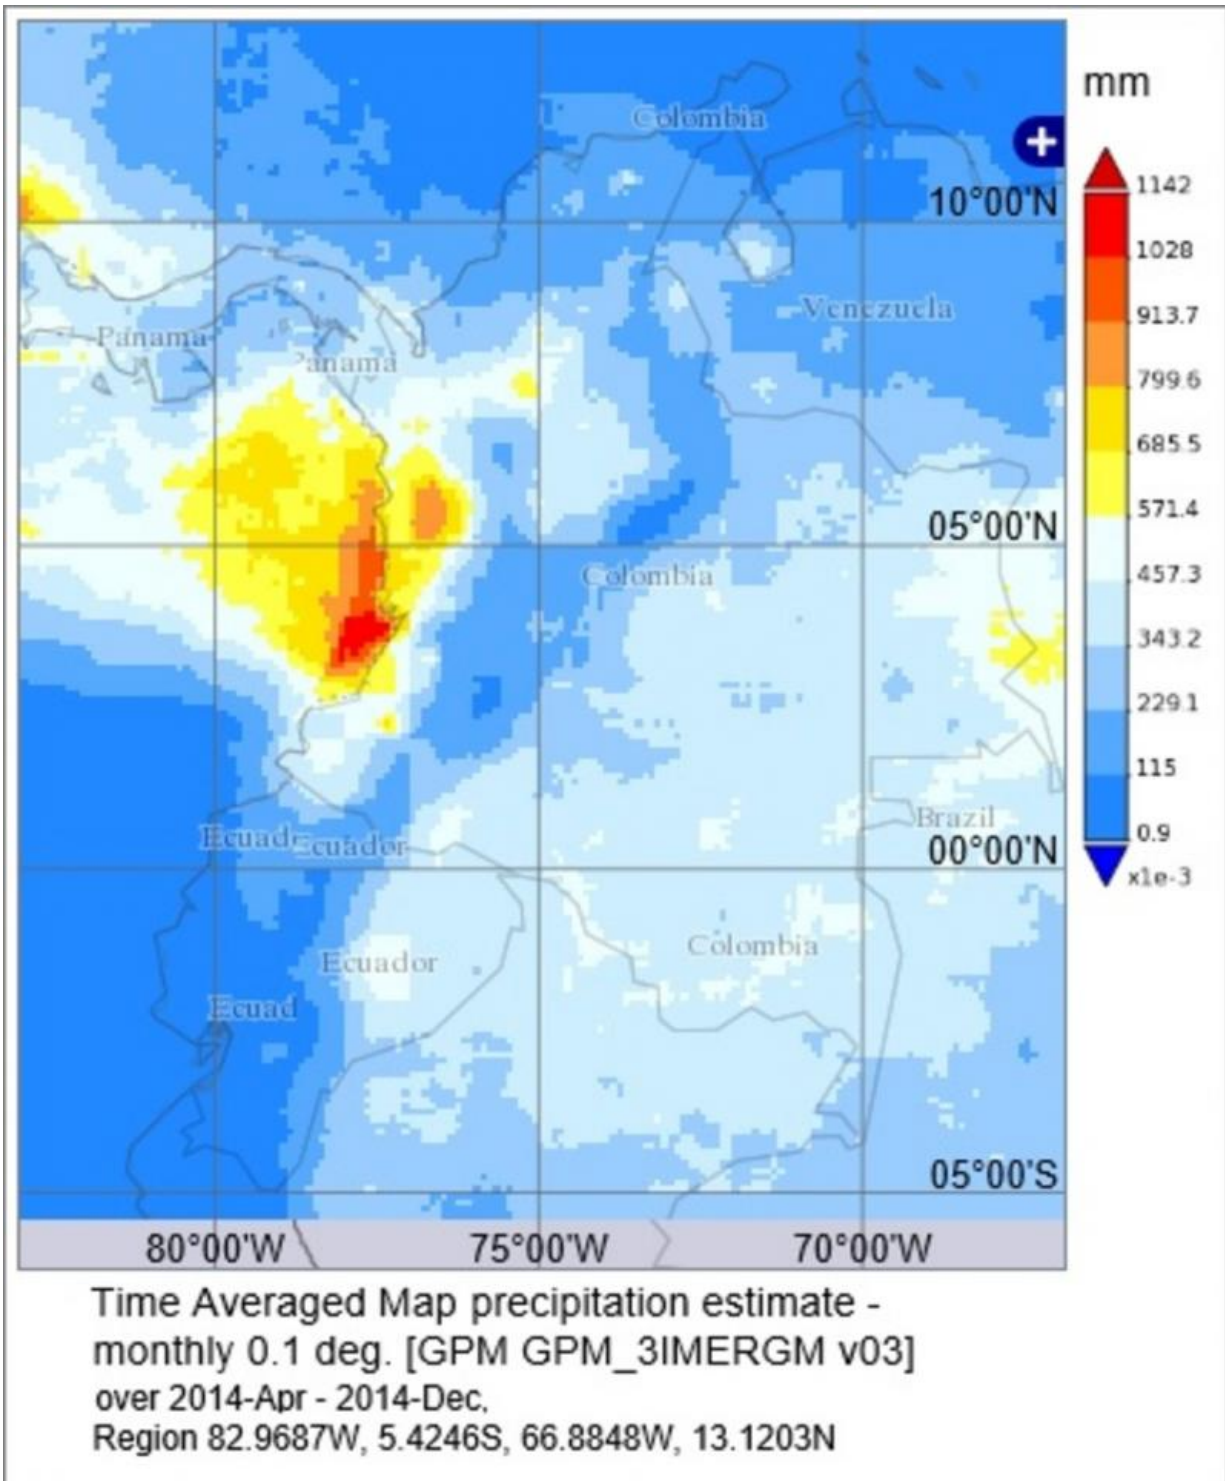 mm
Colombia
+
1142
10°00'N
1028
Venezuela
913.7
Panama
Panama
799.6
685.5
571.4
05°00'N
457.3
Colombia
343.2
229.1
115
Brazil
0.9
Ecuad
Ecuador
00°00'N
x1e-3
Colombia
Ecuador
Ecuad
05°00'S
80°00'W 75°00'W 70°00'W
Time Averaged Map precipitation estimate -
monthly 0.1 deg. [GPM GPM_3IMERGM v03]
over 2014-Apr - 2014-Dec,
Region 82.9687W, 5.4246S, 66.8848W, 13.1203N